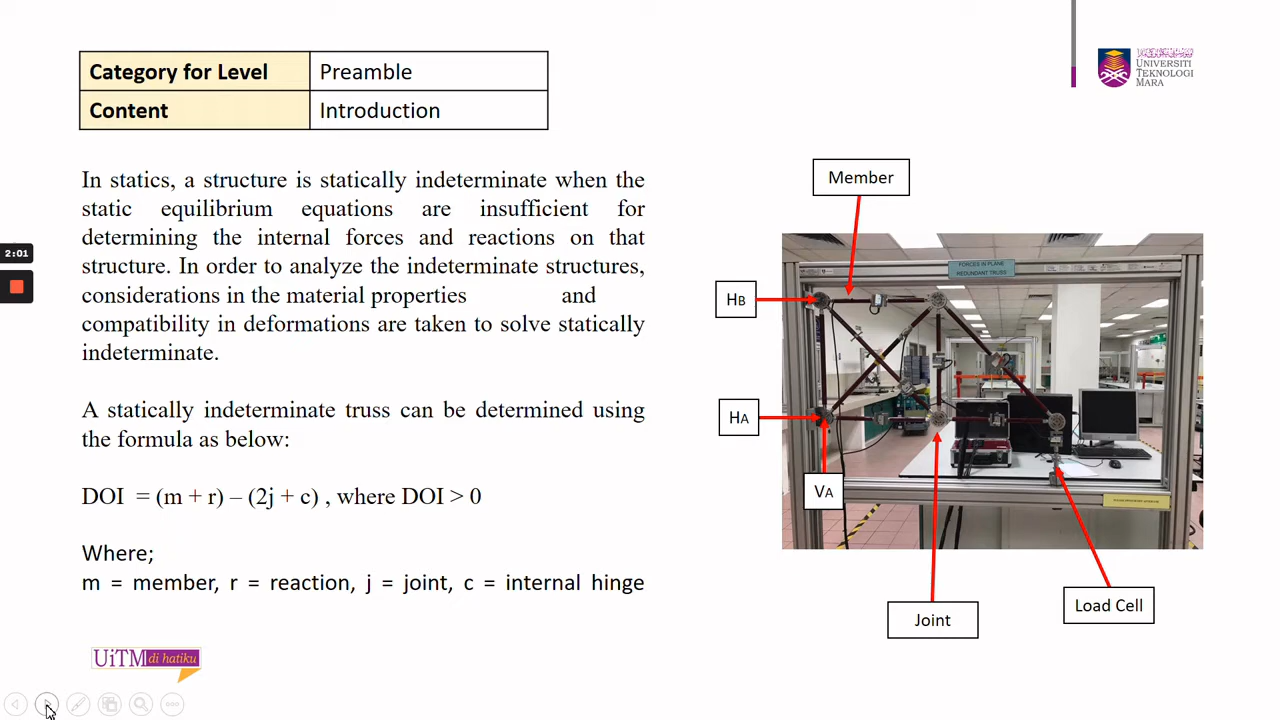 Category for Level Preamble
Content Introduction
UNIVERSITI
TEKNOLOGI
MARA
In statics, a structure is statically indeterminate when the
static equilibrium equations are insufficient for
determining the internal forces and reactions on that
structure. In order to analyze the indeterminate structures,
considerations in the material properties and
compatibility in deformations are taken to solve statically
indeterminate.
A statically indeterminate truss can be determined using
the formula as below:
DOI = (m + r) – (2j + c) , where DOI > 0
Where;
m = member, r = reaction, j = joint, c = internal hinge
Member
FORCES IN PLANE
REDUNDANT TRUSS
HB
HA
VA
Joint
Load Cell
2:01
UiTM di hatiku